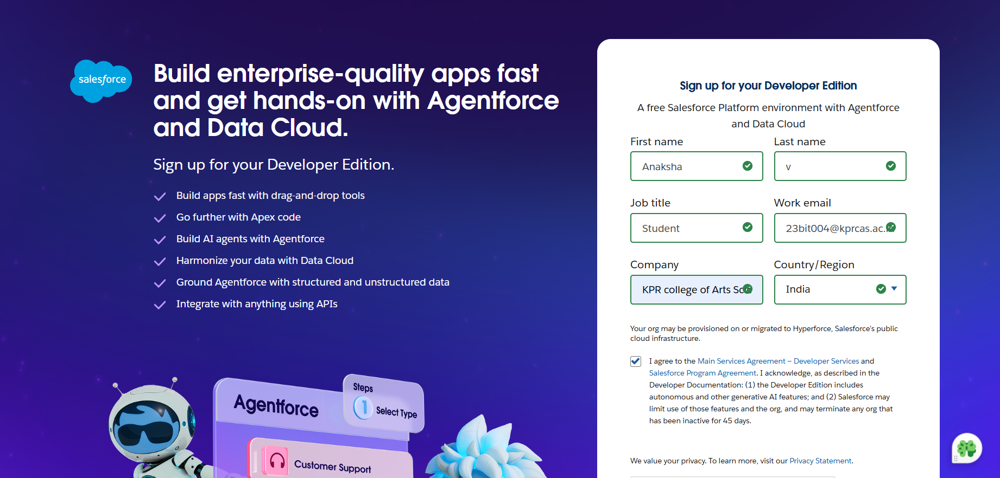 salesforce
Build enterprise-quality apps fast
and get hands-on with Agentforce
and Data Cloud.
Sign up for your Developer Edition.
Build apps fast with drag-and-drop tools
Go further with Apex code
Build AI agents with Agentforce
Harmonize your data with Data Cloud
Ground Agentforce with structured and unstructured data
Integrate with anything using APIs
Agentforce
Steps
1 Select Type
Customer Support
Sign up for your Developer Edition
A free Salesforce Platform environment with Agentforce
and Data Cloud
First name Last name
Anaksha v
Job title Work email
Student 23bit004@kprcas.ac.
Company Country/Region
KPR college of Arts India
Your org may be provisioned on or migrated to Hyperforce, Salesforce's public
cloud infrastructure.
I agree to the Main Services Agreement – Developer Services and
Salesforce Program Agreement. I acknowledge, as described in the
Developer Documentation: (1) the Developer Edition includes
autonomous and other generative AI features; and (2) Salesforce may
limit use of those features and the org, and may terminate any org that
has been inactive for 45 days.
We value your privacy. To learn more, visit our Privacy Statement.